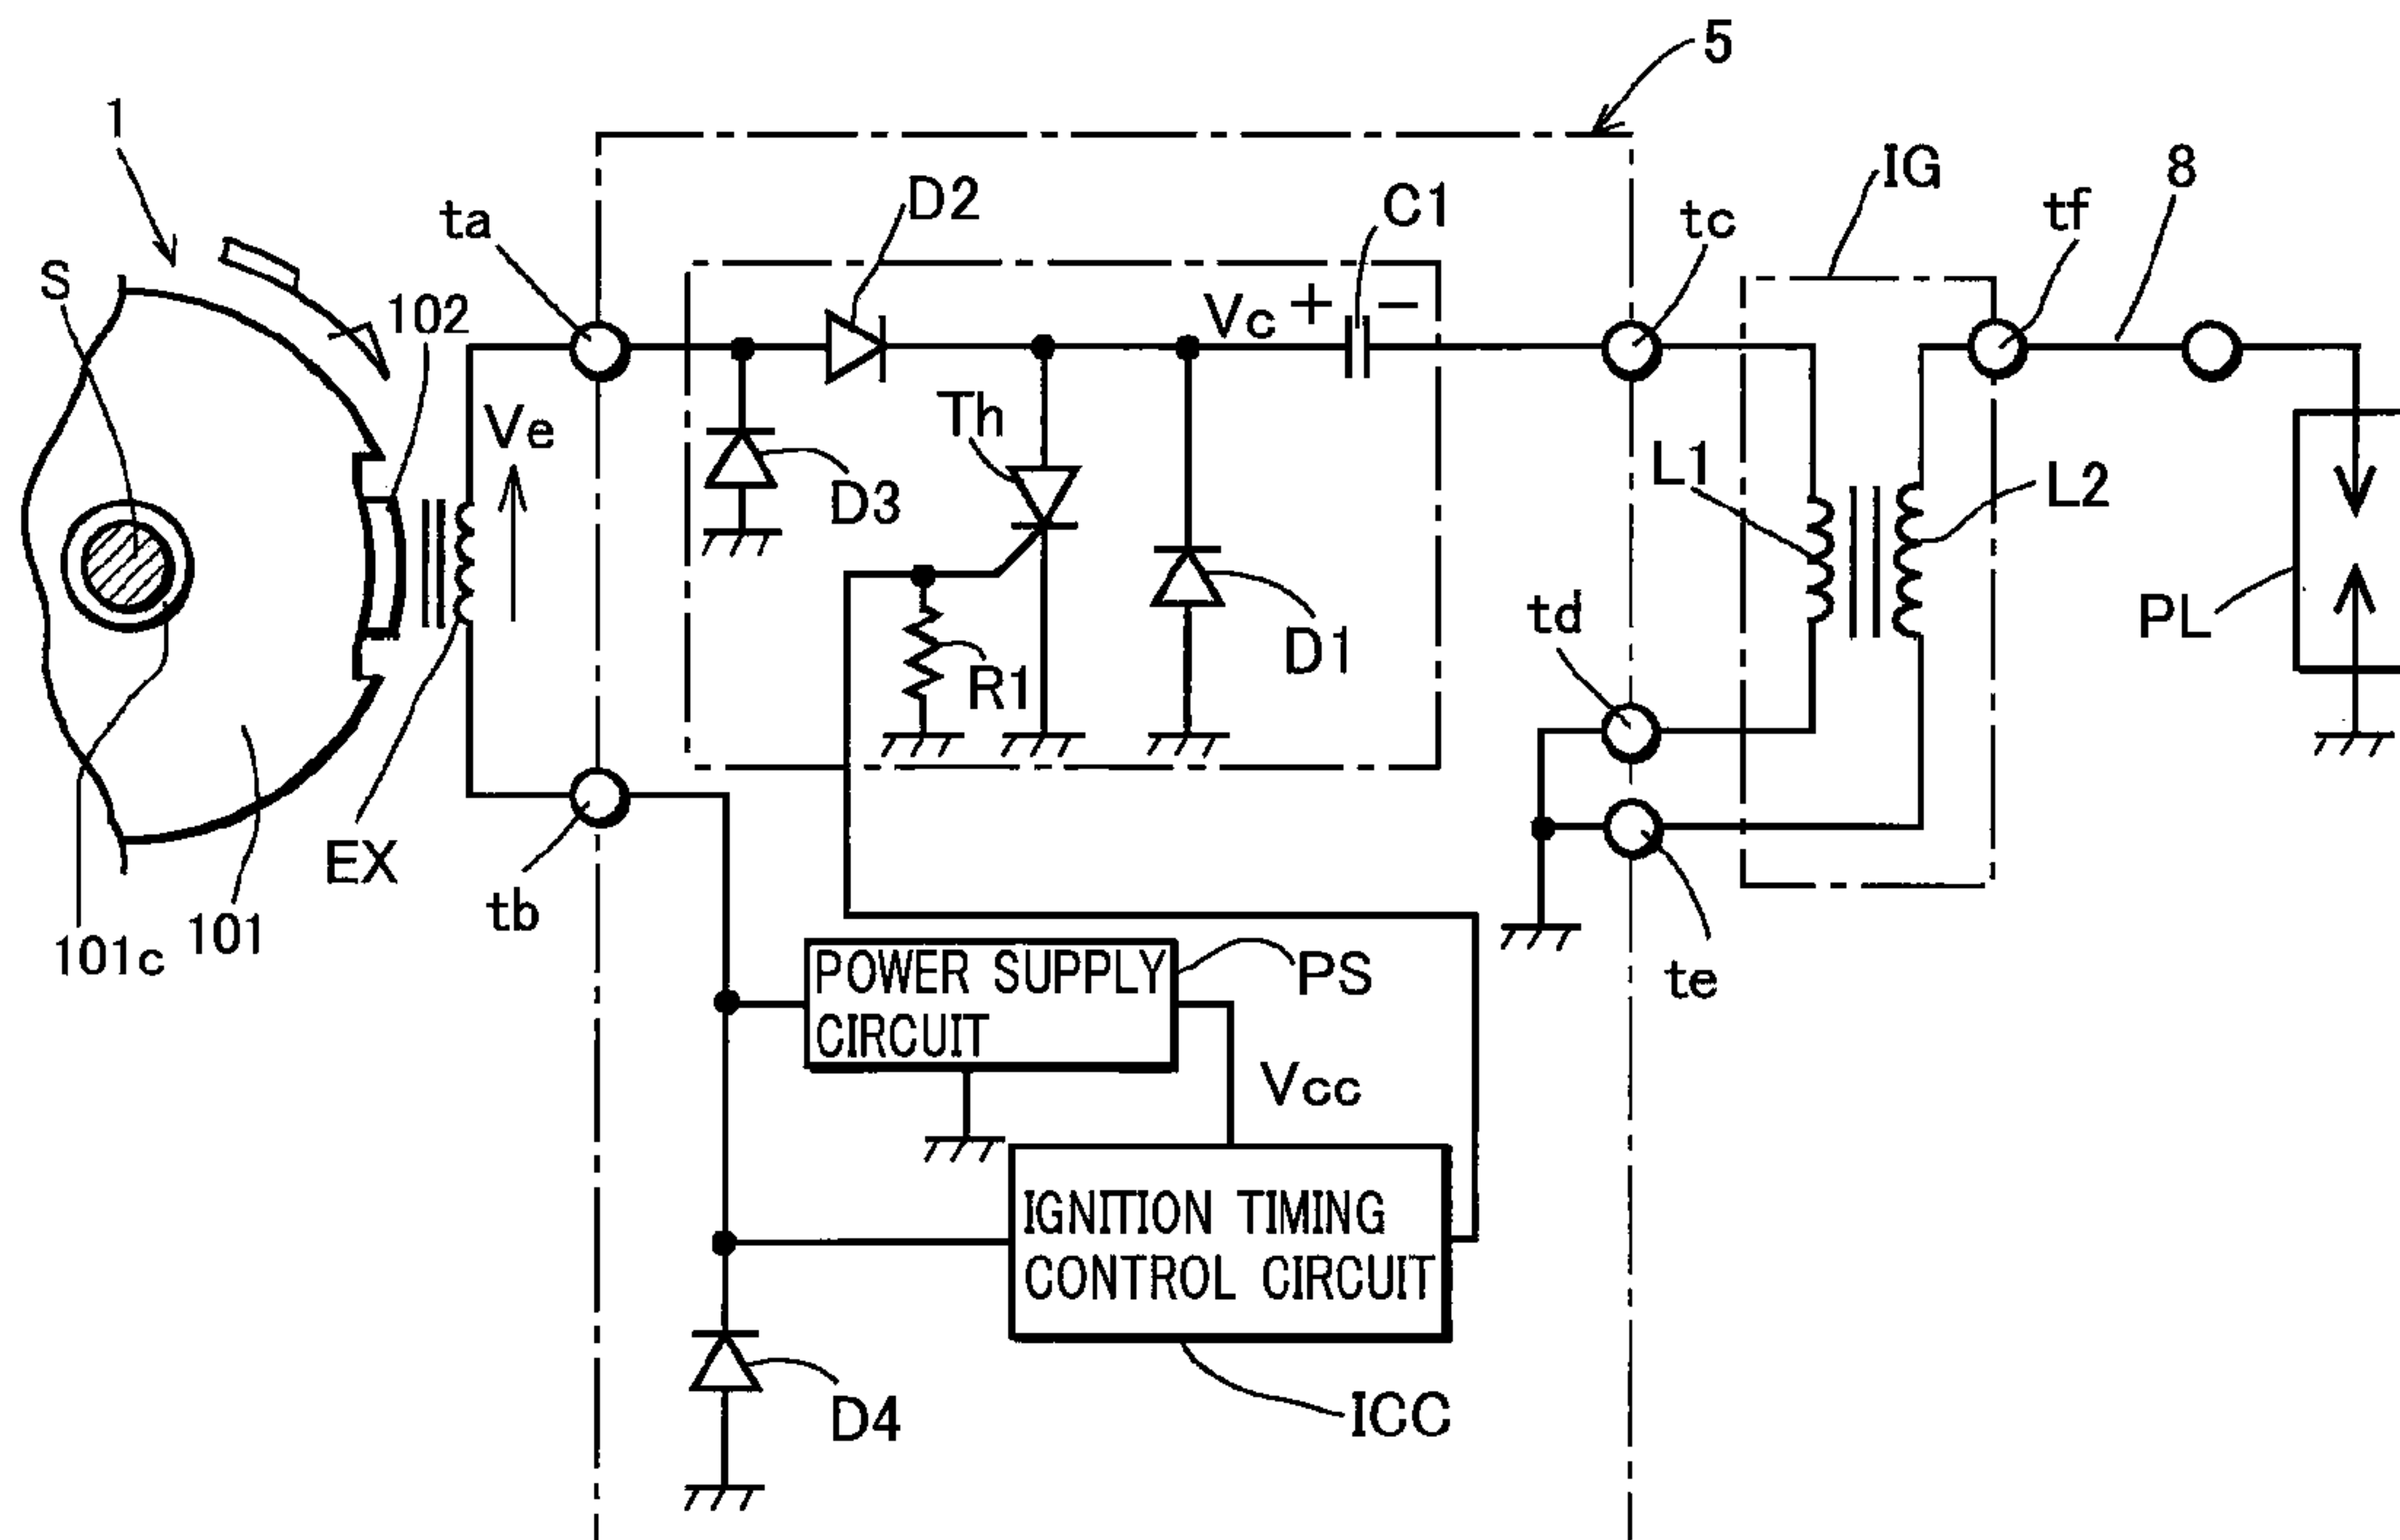 5
1
IG
8
D2
C1
ta
tc
tf
S
102
Vc + −
Ve
Th
L1
L2
D3
td
PL
D1
R1
EX
tb
101
101c
te
POWER SUPPLY
CIRCUIT
PS
Vcc
IGNITION TIMING
CONTROL CIRCUIT
D4
ICC